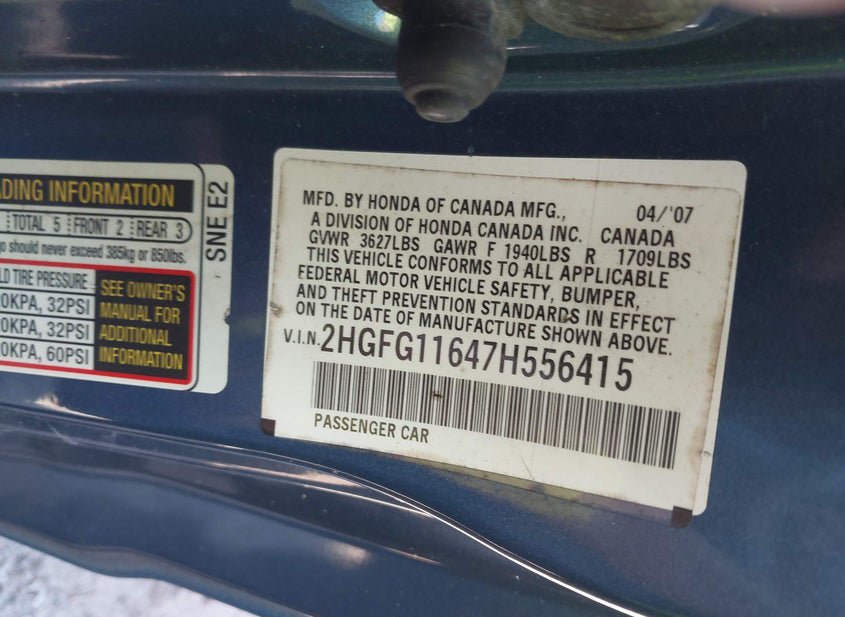 ADING INFORMATION
TOTAL 5 FRONT 2 REAR 3
should never exceed 385kg or 850lbs.
TIRE PRESSURE
SEE OWNER'S
MANUAL FOR
ADDITIONAL
INFORMATION
0KPA, 32PSI
0KPA, 32PSI
0KPA, 60PSI
SNE E2
MFD. BY HONDA OF CANADA MFG., 04/'07
A DIVISION OF HONDA CANADA INC. CANADA
GVWR 3627LBS GAWR F 1940LBS R 1709LBS
THIS VEHICLE CONFORMS TO ALL APPLICABLE
FEDERAL MOTOR VEHICLE SAFETY, BUMPER,
AND THEFT PREVENTION STANDARDS IN EFFECT
ON THE DATE OF MANUFACTURE SHOWN ABOVE.
V.I.N. 2HGFG11647H556415
PASSENGER CAR